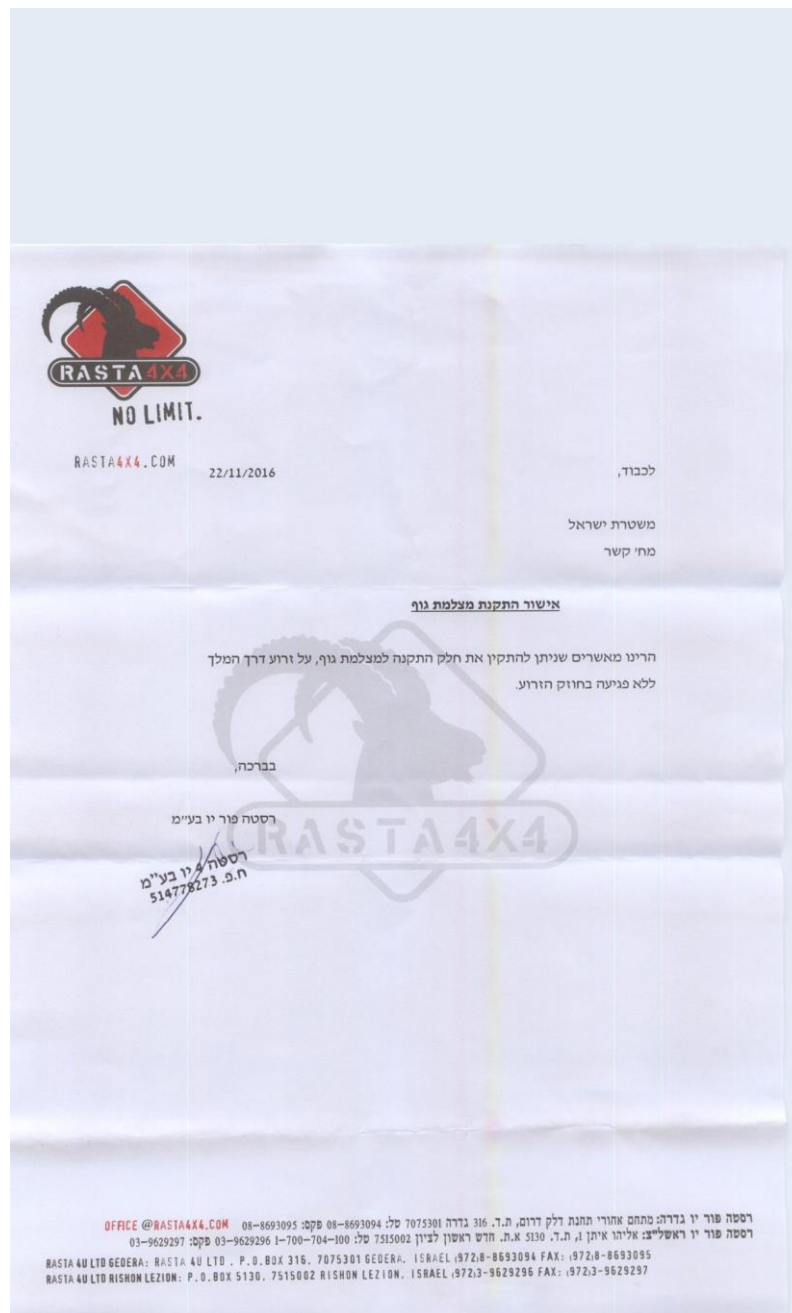 RASTA4X4
NO LIMIT.
RASTA4X4.COM
22/11/2016
לכבוד,
משטרת ישראל
מח׳ קשר
אישור התקנת מצלמת גוף
הרינו מאשרים שניתן להתקין את חלק התקנה למצלמת גוף, על זרוע דרך המלך
ללא פגיעה בחוזק הזרוע.
בברכה,
רסטה פור יו בע״מ
RASTA4X4
רסטה 4 יו בע"מ
ח.פ. 514778273
רסטה פור יו גדרה: מתחם אחורי תחנת דלק דרום, ת.ד. 316 גדרה 7075301 טל: 08-8693094 פקס: 08-8693095 OFFICE @RASTA4X4.COM
רסטה פור יו ראשל"צ: אליהו איתן 1, ת.ד. 5130 א.ת. חדש ראשון לציון 7515002 טל: 1-700-704-100 03-9629296 פקס: 03-9629297
RASTA 4U LTD GEDERA: RASTA 4U LTD . P.O.BOX 316. 7075301 GEDERA. ISRAEL (972)8-8693094 FAX: (972)8-8693095
RASTA 4U LTD RISHON LEZION: P.O.BOX 5130. 7515002 RISHON LEZION. ISRAEL (972)3-9629296 FAX: (972)3-9629297